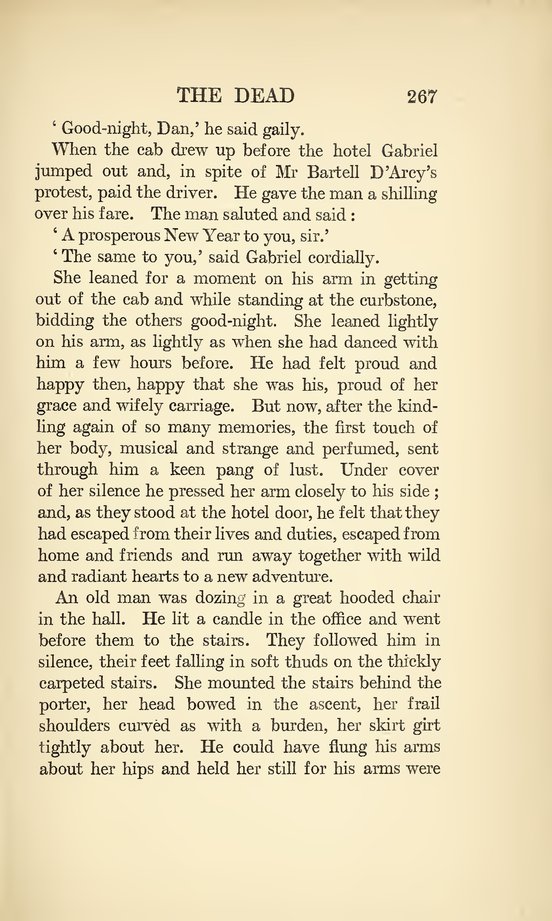 THE DEAD 267
‘ Good-night, Dan,’ he said gaily.
When the cab drew up before the hotel Gabriel
jumped out and, in spite of Mr Bartell D’Arcy’s
protest, paid the driver. He gave the man a shilling
over his fare. The man saluted and said :
‘ A prosperous New Year to you, sir.’
‘ The same to you,’ said Gabriel cordially.
She leaned for a moment on his arm in getting
out of the cab and while standing at the curbstone,
bidding the others good-night. She leaned lightly
on his arm, as lightly as when she had danced with
him a few hours before. He had felt proud and
happy then, happy that she was his, proud of her
grace and wifely carriage. But now, after the kind-
ling again of so many memories, the first touch of
her body, musical and strange and perfumed, sent
through him a keen pang of lust. Under cover
of her silence he pressed her arm closely to his side ;
and, as they stood at the hotel door, he felt that they
had escaped from their lives and duties, escaped from
home and friends and run away together with wild
and radiant hearts to a new adventure.
An old man was dozing in a great hooded chair
in the hall. He lit a candle in the office and went
before them to the stairs. They followed him in
silence, their feet falling in soft thuds on the thickly
carpeted stairs. She mounted the stairs behind the
porter, her head bowed in the ascent, her frail
shoulders curved as with a burden, her skirt girt
tightly about her. He could have flung his arms
about her hips and held her still for his arms were